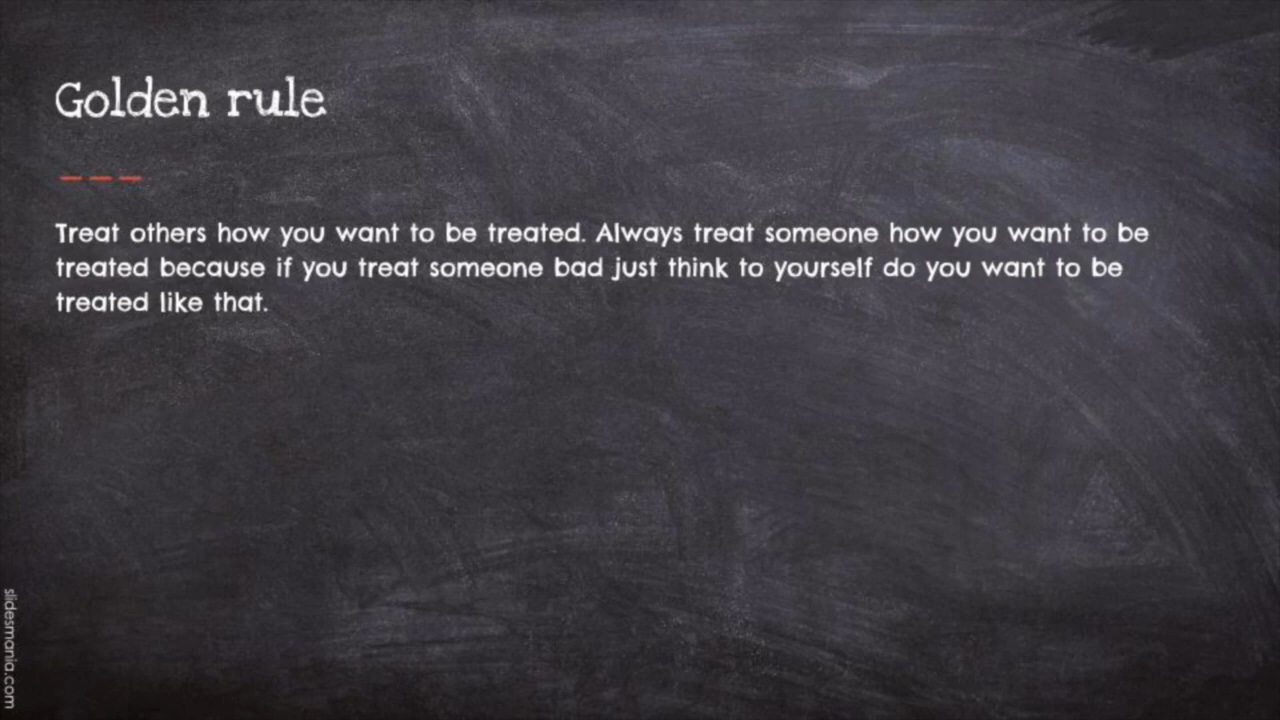 Golden rule
Treat others how you want to be treated. Always treat someone how you want to be
treated because if you treat someone bad just think to yourself do you want to be
treated like that.
slidesmania.com